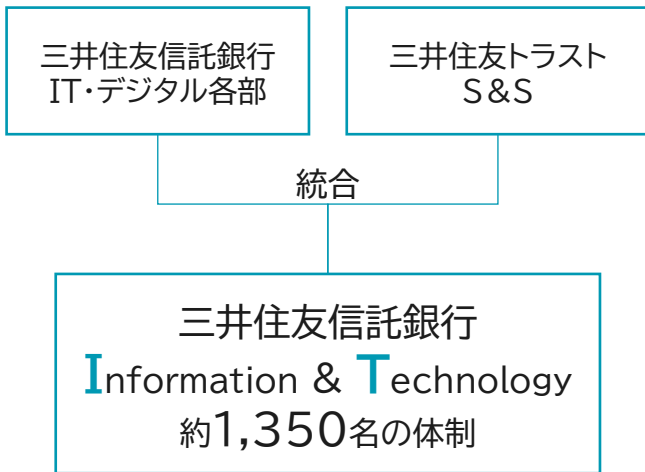 三井住友信託銀行
IT・デジタル各部
三井住友トラスト
S&S
統合
三井住友信託銀行
Information & Technology
約1,350名の体制